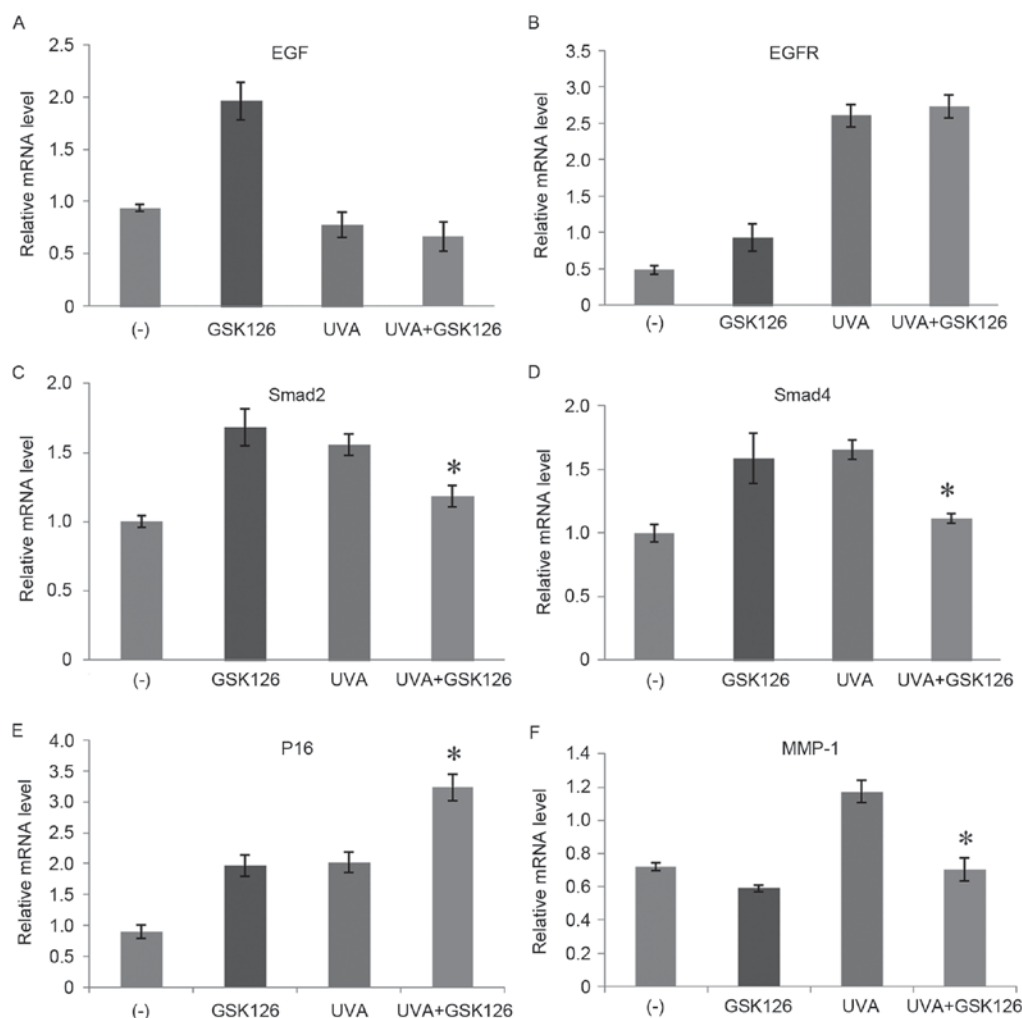 A
EGF
Relative mRNA level
2.5
2.0
1.5
1.0
0.5
0
(-)
GSK126
UVA
UVA+GSK126
B
EGFR
Relative mRNA level
3.5
3.0
2.5
2.0
1.5
1.0
0.5
0
(-)
GSK126
UVA
UVA+GSK126
C
Smad2
Relative mRNA level
2.0
1.5
1.0
0.5
0
*
(-)
GSK126
UVA
UVA+GSK126
D
Smad4
Relative mRNA level
2.0
1.5
1.0
0.5
0
*
(-)
GSK126
UVA
UVA+GSK126
E
P16
Relative mRNA level
4.0
3.5
3.0
2.5
2.0
1.5
1.0
0.5
0
*
(-)
GSK126
UVA
UVA+GSK126
F
MMP-1
Relative mRNA level
1.4
1.2
1.0
0.8
0.6
0.4
0.2
0
*
(-)
GSK126
UVA
UVA+GSK126